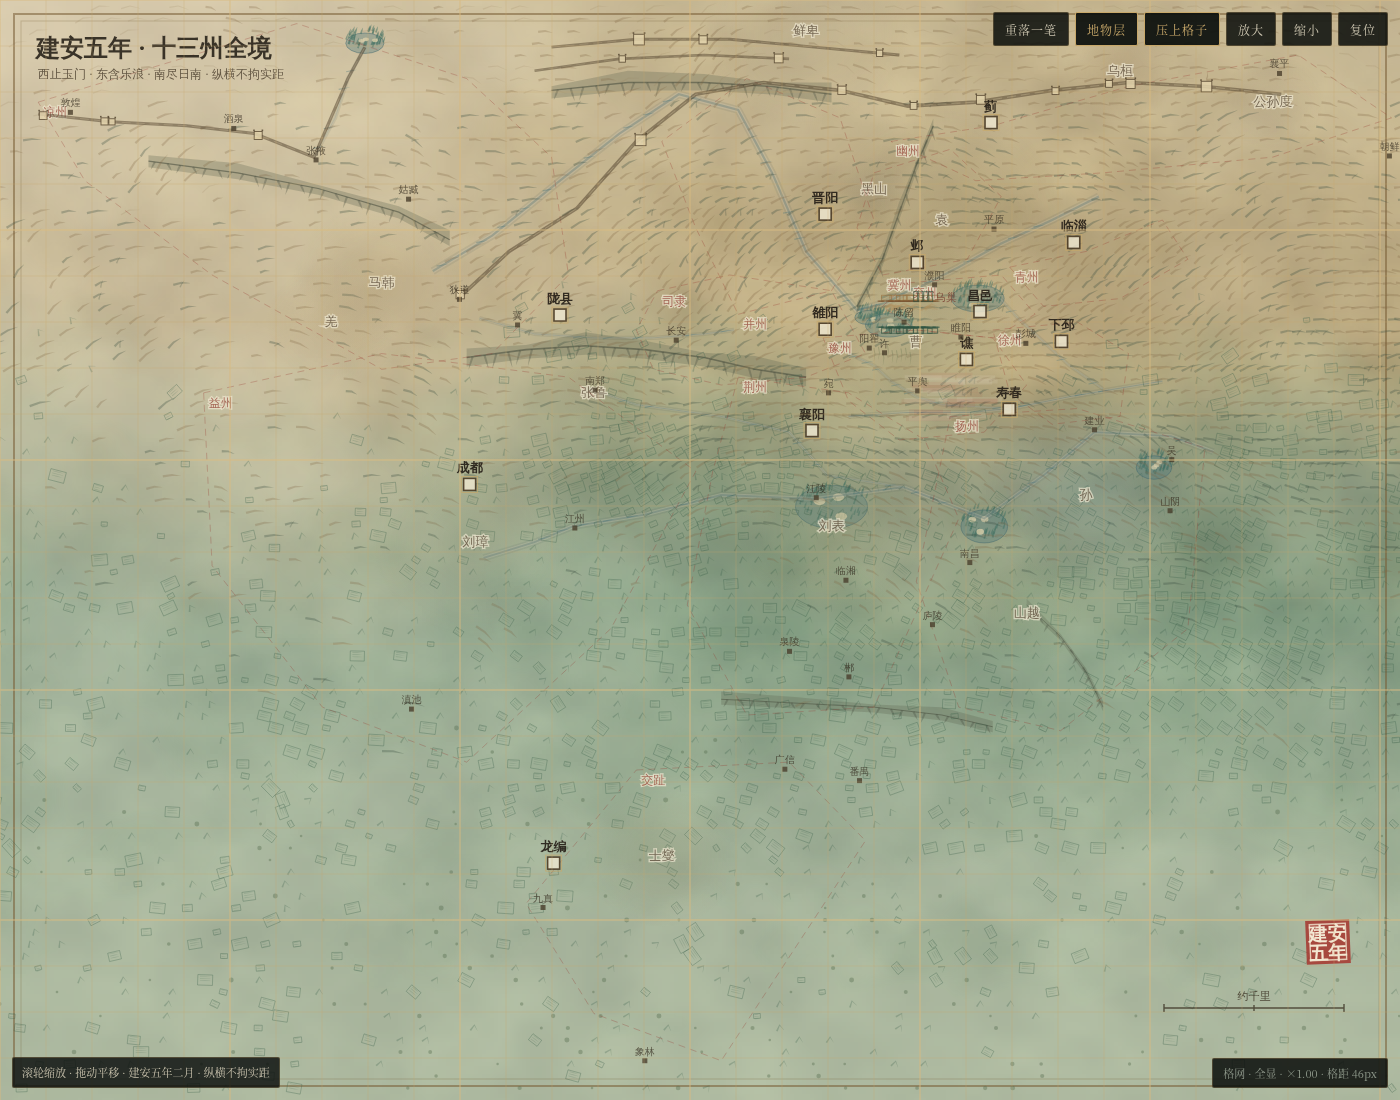 建安五年 · 十三州全境
西止玉门 · 东含乐浪 · 南尽日南 · 纵横不拘实距
重落一笔
地物层
压上格子
放大
缩小
复位
鲜卑
乌桓
襄平
公孙度
凉州
敦煌
酒泉
张掖
蓟
朝鲜
幽州
姑臧
黑山
晋阳
袁
平原
临淄
邺
濮阳
青州
马韩
狄道
冀州
乌巢
昌邑
陇县
司隶
羌
冀
雒阳
陈留
并州
长安
睢阳
彭城
下邳
阳翟
许
曹
谯
徐州
豫州
南郑
张鲁
荆州
宛
平舆
寿春
益州
扬州
襄阳
建业
吴
成都
江陵
孙
山阴
江州
刘表
刘璋
南昌
临湘
庐陵
山越
泉陵
郴
滇池
广信
番禺
交趾
龙编
士燮
九真
建安
五年
约千里
象林
滚轮缩放 · 拖动平移 · 建安五年二月 · 纵横不拘实距
格网 · 全显 · ×1.00 · 格距 46px